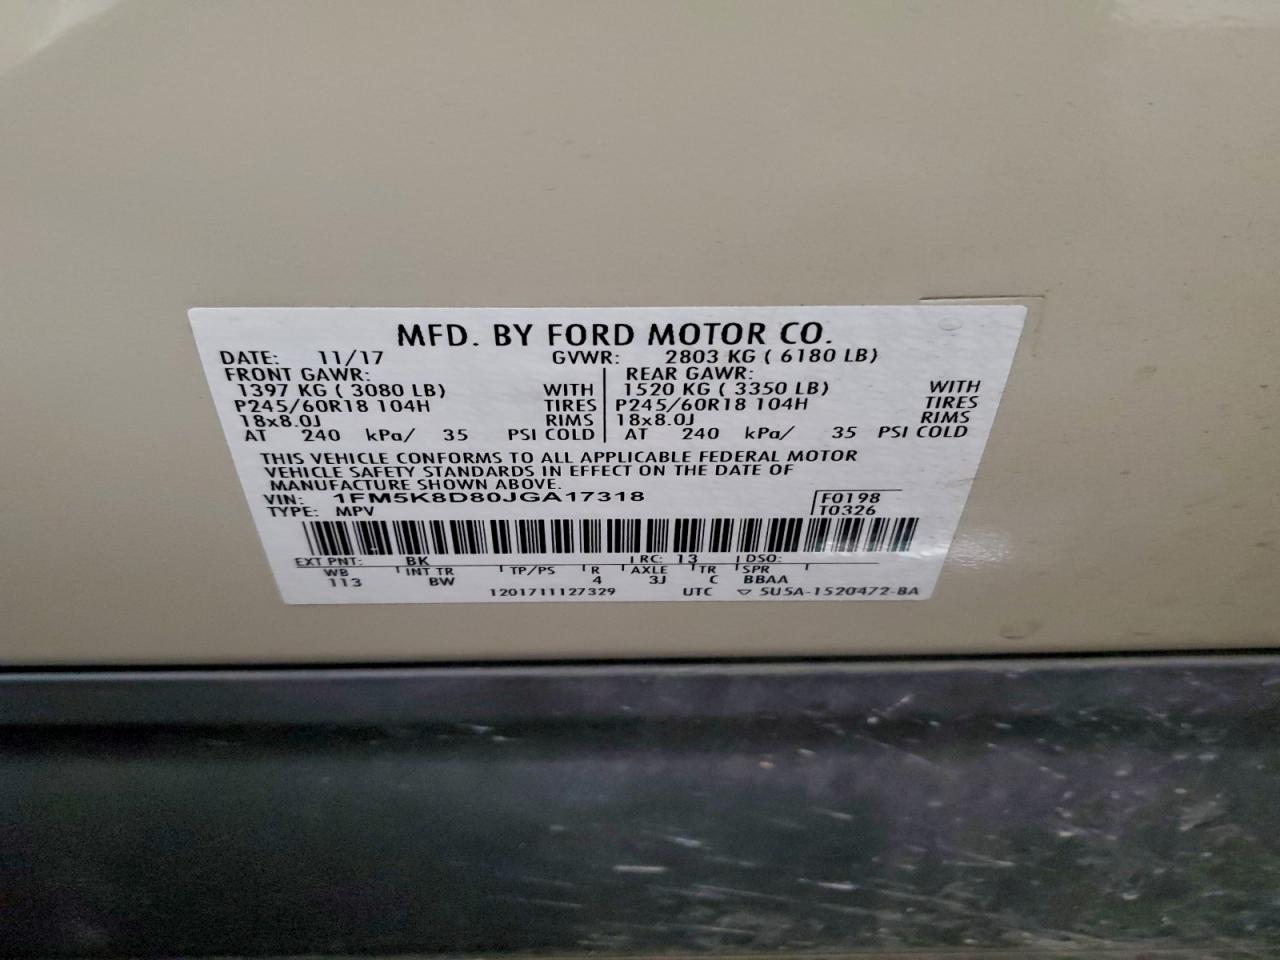 MFD. BY FORD MOTOR CO.
DATE: 11/17 GVWR: 2803 KG ( 6180 LB)
FRONT GAWR: REAR GAWR:
1397 KG ( 3080 LB) WITH 1520 KG ( 3350 LB) WITH
P245/60R18 104H TIRES P245/60R18 104H TIRES
18x8.0J RIMS 18x8.0J RIMS
AT 240 kPa/ 35 PSI COLD AT 240 kPa/ 35 PSI COLD
THIS VEHICLE CONFORMS TO ALL APPLICABLE FEDERAL MOTOR
VEHICLE SAFETY STANDARDS IN EFFECT ON THE DATE OF
MANUFACTURE SHOWN ABOVE.
VIN: 1FM5K8D80JGA17318 F0198
TYPE: MPV T0326
EXT PNT: BK RC: 13 DSO:
WB INT TR TP/PS R AXLE TR SPR
113 BW 4 3J C BBAA
1201711127329 UTC ▽ 5U5A-1520472-BA